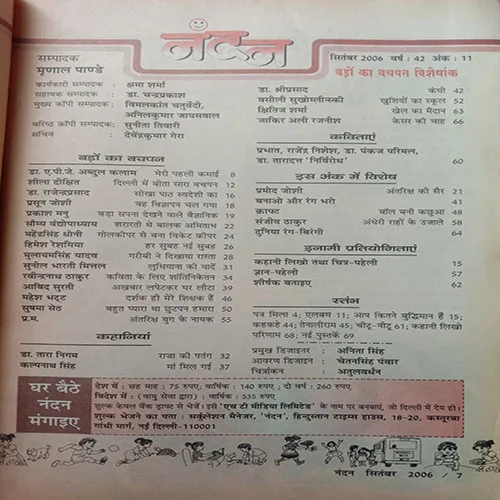 नंदन
सितंबर 2006 वर्ष : 42 अंक : 11
बड़ों का बचपन विशेषांक
सम्पादक
मृणाल पाण्डे
कार्यकारी सम्पादक : क्षमा शर्मा
सहायक सम्पादक : डा. चन्द्रप्रकाश
मुख्य कॉपी सम्पादक : विमलकांत चतुर्वेदी,
अनिलकुमार जायसवाल
वरिष्ठ कॉपी सम्पादक : सुनीता तिवारी
सचिव : देवेंद्रकुमार गेरा
बड़ों का बचपन
डा. ए.पी.जे. अब्दुल कलाम मेरी पहली कमाई 8
शीला दीक्षित दिल्ली में बीता सारा बचपन 12
डा. राजेन्द्रप्रसाद सीखा पाठ स्वदेशी का 16
प्रसून जोशी यह विज्ञापन चल गया 18
प्रकाश मनु बड़ा सपना देखने वाले वैज्ञानिक 19
सौम्य वंद्योपाध्याय शरारती थे बालक अमिताभ 22
महेंद्रसिंह धोनी गोलकीपर से बना विकेट कीपर 24
हिमेश रेशमिया हर सुबह नई सुबह 26
मुलायमसिंह यादव गरीबी ने दिखाया रास्ता 28
सुनील भारती मित्तल लुधियाना की यादें 31
रवीन्द्रनाथ ठाकुर कविता के लिए शांतिनिकेतन 34
आबिद सुरती अखबार लपेटकर घर लौटा 39
महेश भट्ट दर्शक ही मेरे शिक्षक हैं 46
सुषमा सेठ बहुत प्यारा था छुटपन हमारा 50
प्र.म. अंतरिक्ष युग के नायक 55
कहानियां
डा. तारा निगम राजा की पतंग 32
कल्पनाथ सिंह मां मिल गई 37
डा. श्रीप्रसाद कंघी 42
वसीली सुखोम्लीन्स्की खुशियों का स्कूल 52
क्षितिज शर्मा खेल का मैदान 63
जाकिर अली रजनीश केसर की चाह 66
कविताएं
प्रभात, राजेंद्र निशेश, डा. पंकज परिमल,
डा. तारादत्त 'निर्विरोध' 60
इस अंक में विशेष
प्रमोद जोशी अंतरिक्ष की सैर 21
बनाओ और रंग भरो 41
क्राफ्ट बॉल बनी कछुआ 48
संजीव ठाकुर अंधेरी राहों के उजाले 58
दुनिया रंग-बिरंगी 64
इनामी प्रतियोगिताएं
कहानी लिखो तथा चित्र-पहेली 15
ज्ञान-पहेली 57
शीर्षक बताइए 62
स्तंभ
पत्र मिला 4; एलबम 11; आप कितने बुद्धिमान हैं 15;
कहकहे 44; तेनालीराम 45; चीटू-नीटू 61; कहानी लिखो
परिणाम 68; नई पुस्तकें 69
प्रमुख डिजाइनर : अनिता सिंह
आवरण डिजाइन : चेतनसिंह पंवार
चित्रांकन : अतुलवर्धन
घर बैठे
नंदन
मंगाइए
देश में : छह माह : 75 रुपए, वार्षिक : 140 रुपए ; दो वर्ष : 260 रुपए
विदेश में : (वायु सेवा द्वारा) : वार्षिक : 535 रुपए
शुल्क केवल बैंक ड्राफ्ट से भेजें। इसे 'एच टी मीडिया लिमिटेड' के नाम पर बनवाएं, जो दिल्ली में देय हो।
शुल्क भेजने का पता : सर्कुलेशन मैनेजर, 'नंदन', हिन्दुस्तान टाइम्स हाउस, 18-20, कस्तूरबा
गांधी मार्ग, नई दिल्ली-110001
नंदन सितंबर 2006 / 7